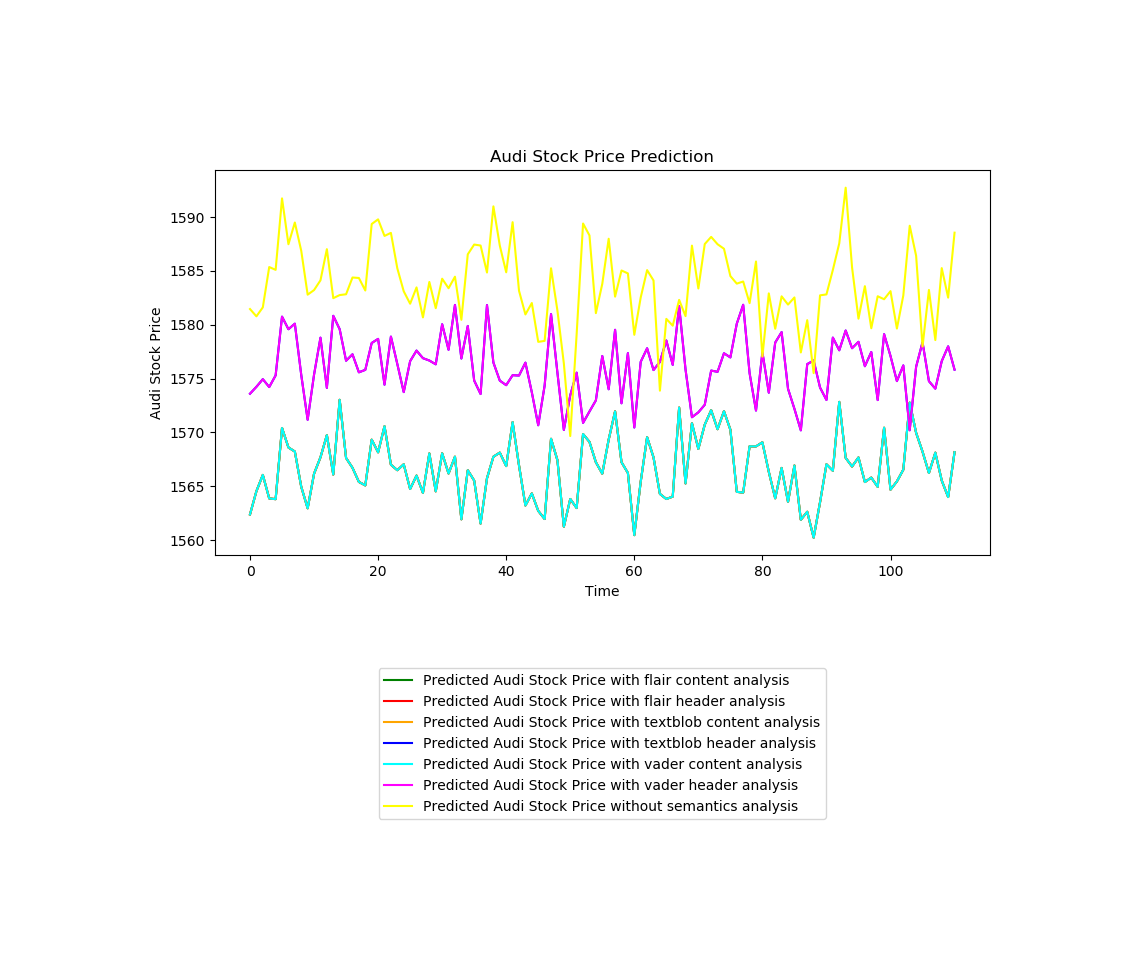 Audi Stock Price Prediction
Audi Stock Price
1590
1585
1580
1575
1570
1565
1560
0 20 40 60 80 100
Time
Predicted Audi Stock Price with flair content analysis
Predicted Audi Stock Price with flair header analysis
Predicted Audi Stock Price with textblob content analysis
Predicted Audi Stock Price with textblob header analysis
Predicted Audi Stock Price with vader content analysis
Predicted Audi Stock Price with vader header analysis
Predicted Audi Stock Price without semantics analysis